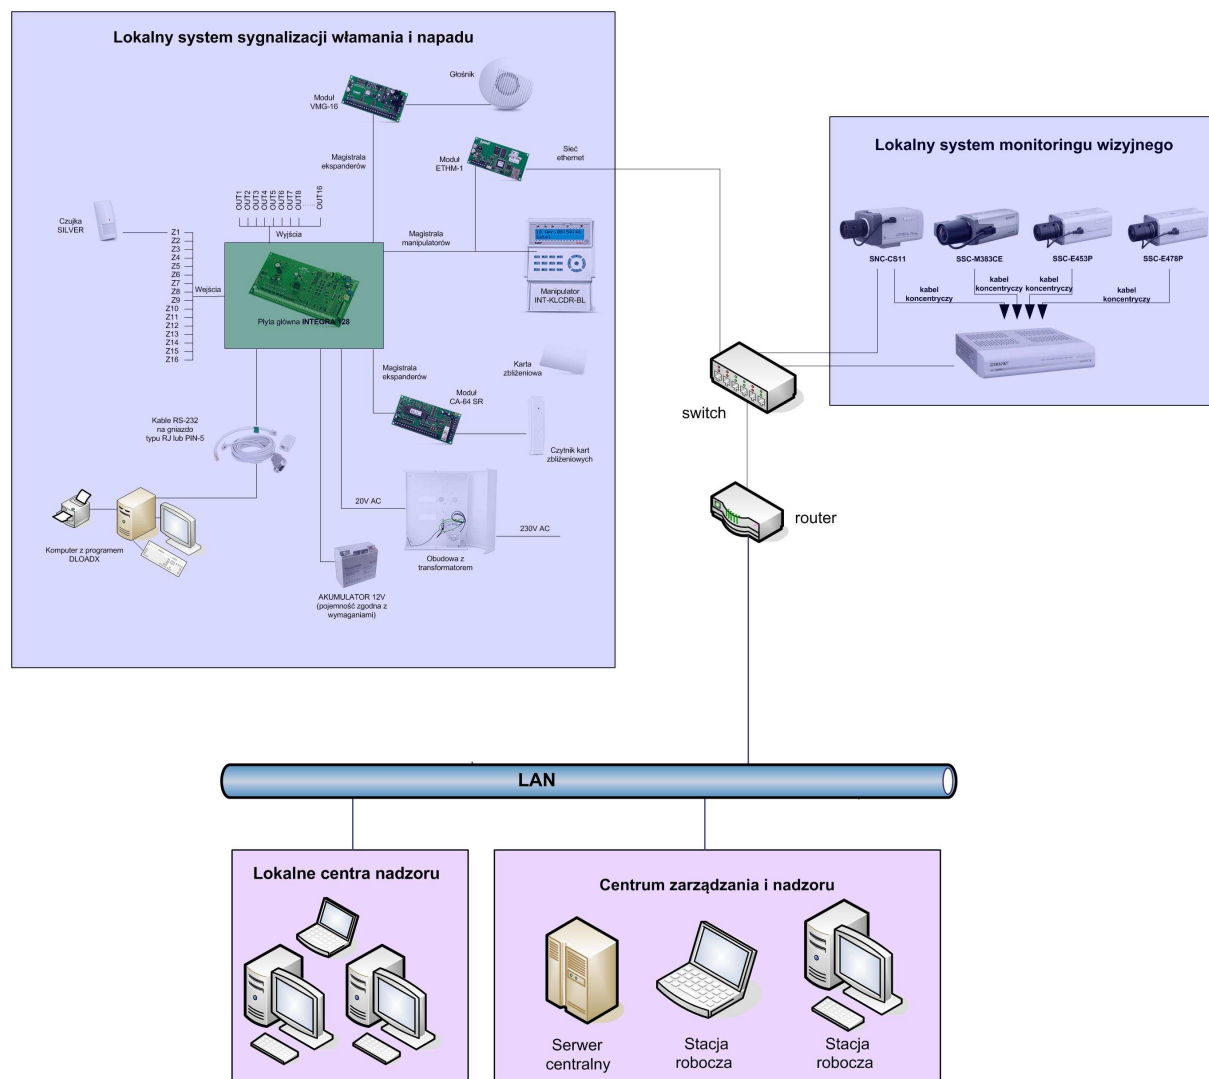 Lokalny system sygnalizacji włamania i napadu
Głośnik
Moduł
VMG-16
Magistrala
ekspanderów
Moduł
ETHM-1
Sieć
ethernet
OUT1
OUT2
OUT3
OUT4
OUT5
OUT6
OUT7
OUT8
OUT16
Wyjścia
Czujka
SILVER
Z1
Z2
Z3
Z4
Z5
Z6
Z7
Z8
Z9
Z10
Z11
Z12
Z13
Z14
Z15
Z16
Wejścia
Magistrala
manipulatorów
Manipulator
INT-KLCDR-BL
Płyta główna INTEGRA 128
Magistrala
ekspanderów
Karta
zbliżeniowa
Moduł
CA-64 SR
Czytnik kart
zbliżeniowych
Kable RS-232
na gniazdo
typu RJ lub PIN-5
20V AC
230V AC
Komputer z programem
DLOADX
Obudowa z
transformatorem
AKUMULATOR 12V
(pojemność zgodna z
wymaganiami)
Lokalny system monitoringu wizyjnego
SNC-CS11
SSC-M383CE
SSC-E453P
SSC-E478P
kabel
koncentryczy
kabel
koncentryczy
kabel
koncentryczy
kabel
koncentryczy
switch
router
LAN
Lokalne centra nadzoru
Centrum zarządzania i nadzoru
Serwer
centralny
Stacja
robocza
Stacja
robocza